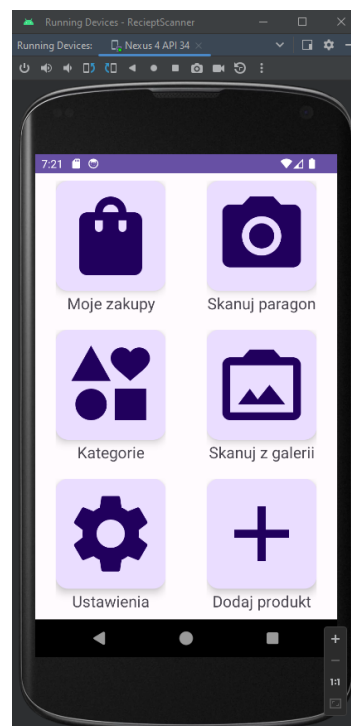 Running Devices - RecieptScanner
Running Devices: Nexus 4 API 34
7:21
Moje zakupy Skanuj paragon
Kategorie Skanuj z galerii
Ustawienia Dodaj produkt
1:1